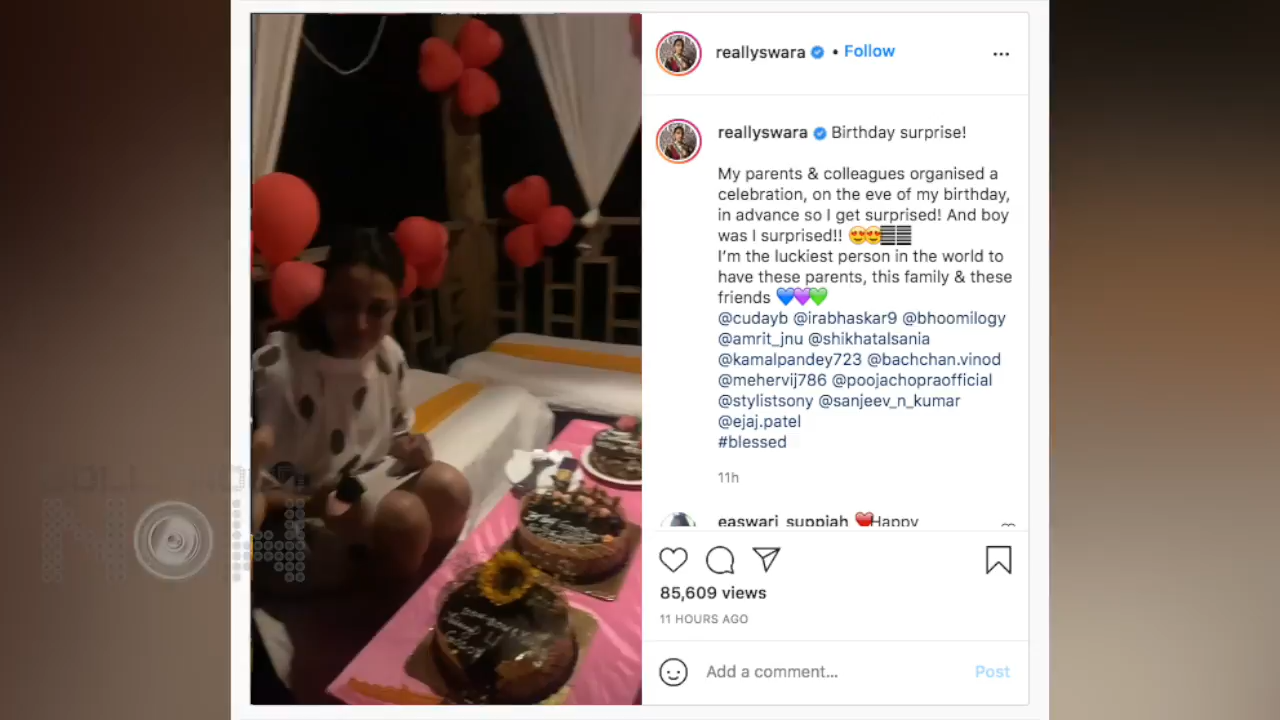 reallyswara • Follow
reallyswara Birthday surprise!
My parents & colleagues organised a
celebration, on the eve of my birthday,
in advance so I get surprised! And boy
was I surprised!! 😍😍
I'm the luckiest person in the world to
have these parents, this family & these
friends 💙💜💚
@cudayb @irabhaskar9 @bhoomilogy
@amrit_jnu @shikhatalsania
@kamalpandey723 @bachchan.vinod
@mehervij786 @poojachopraofficial
@stylistsony @sanjeev_n_kumar
@ejaj.patel
#blessed
11h
easwari_suppiah ❤️Happy
85,609 views
11 HOURS AGO
Add a comment... Post
NOW